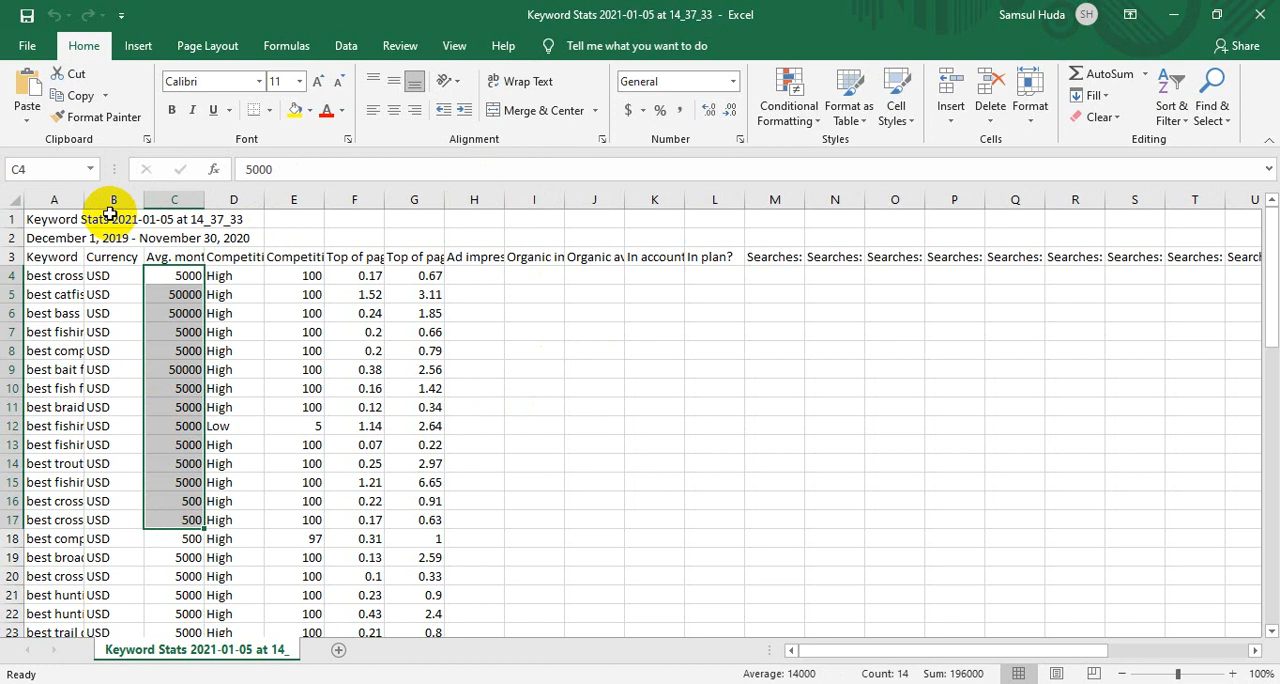 Keyword Stats 2021-01-05 at 14_37_33 - Excel
Samsul Huda SH
File Home Insert Page Layout Formulas Data Review View Help Tell me what you want to do Share
Cut
Copy
Format Painter
Paste
Clipboard
Calibri 11
B I U
Font
Wrap Text
Merge & Center
Alignment
General
$ % ,
Number
Conditional Formatting
Format as Table
Cell Styles
Styles
Insert Delete Format
Cells
AutoSum
Fill
Clear
Sort & Filter
Find & Select
Editing
C4 fx 5000
A B C D E F G H I J K L M N O P Q R S T U
1 Keyword Stats 2021-01-05 at 14_37_33
2 December 1, 2019 - November 30, 2020
3 Keyword Currency Avg. mont Competiti Competiti Top of pag Top of pag Ad impres Organic in Organic av In account In plan? Searches: Searches: Searches: Searches: Searches: Searches: Searches: Searches: Search
4 best cross USD 5000 High 100 0.17 0.67
5 best catfis USD 50000 High 100 1.52 3.11
6 best bass USD 50000 High 100 0.24 1.85
7 best fishin USD 5000 High 100 0.2 0.66
8 best comp USD 5000 High 100 0.2 0.79
9 best bait f USD 50000 High 100 0.38 2.56
10 best fish f USD 5000 High 100 0.16 1.42
11 best braid USD 5000 High 100 0.12 0.34
12 best fishin USD 5000 Low 5 1.14 2.64
13 best fishin USD 5000 High 100 0.07 0.22
14 best trout USD 5000 High 100 0.25 2.97
15 best fishin USD 5000 High 100 1.21 6.65
16 best cross USD 500 High 100 0.22 0.91
17 best cross USD 500 High 100 0.17 0.63
18 best comp USD 500 High 97 0.31 1
19 best broad USD 5000 High 100 0.13 2.59
20 best cross USD 5000 High 100 0.1 0.33
21 best hunti USD 5000 High 100 0.23 0.9
22 best hunti USD 5000 High 100 0.43 2.4
23 best trail c USD 5000 High 100 0.21 0.8
Keyword Stats 2021-01-05 at 14_
Ready Average: 14000 Count: 14 Sum: 196000 100%